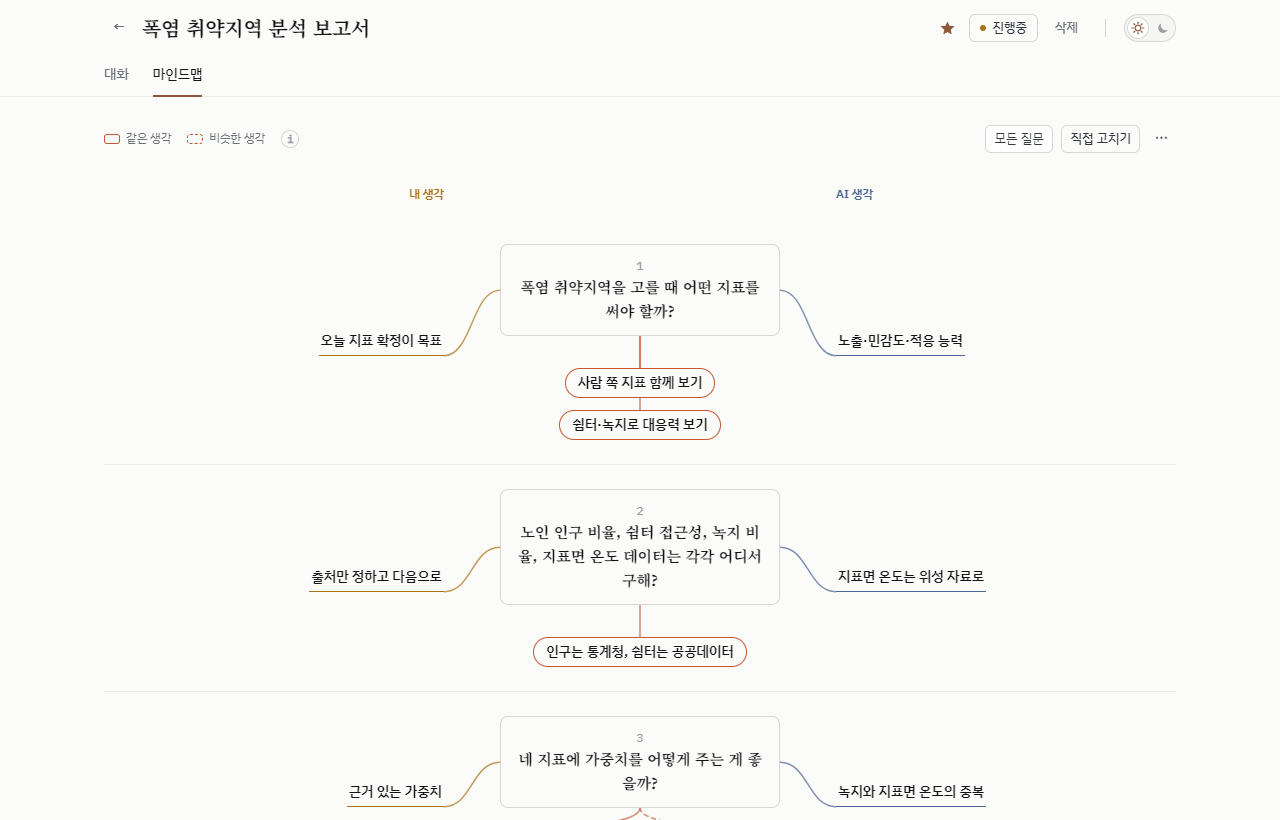 ← 폭염 취약지역 분석 보고서
진행중
삭제
대화
마인드맵
같은 생각
비슷한 생각
i
모든 질문
직접 고치기
···
내 생각
AI 생각
1
폭염 취약지역을 고를 때 어떤 지표를
써야 할까?
오늘 지표 확정이 목표
노출·민감도·적응 능력
사람 쪽 지표 함께 보기
쉼터·녹지로 대응력 보기
2
노인 인구 비율, 쉼터 접근성, 녹지 비
율, 지표면 온도 데이터는 각각 어디서
구해?
출처만 정하고 다음으로
지표면 온도는 위성 자료로
인구는 통계청, 쉼터는 공공데이터
3
네 지표에 가중치를 어떻게 주는 게 좋
을까?
근거 있는 가중치
녹지와 지표면 온도의 중복